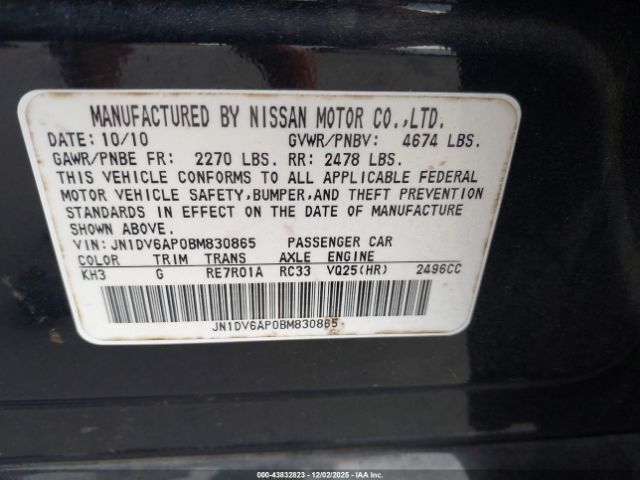 MANUFACTURED BY NISSAN MOTOR CO.,LTD.
DATE: 10/10 GVWR/PNBV: 4674 LBS.
GAWR/PNBE FR: 2270 LBS. RR: 2478 LBS.
THIS VEHICLE CONFORMS TO ALL APPLICABLE FEDERAL
MOTOR VEHICLE SAFETY,BUMPER,AND THEFT PREVENTION
STANDARDS IN EFFECT ON THE DATE OF MANUFACTURE
SHOWN ABOVE.
VIN: JN1DV6AP0BM830865 PASSENGER CAR
COLOR TRIM TRANS AXLE ENGINE
KH3 G RE7R01A RC33 VQ25(HR) 2496CC
JN1DV6AP0BM830865
00-43832823 | 12/02/2025 - IAA, Inc.